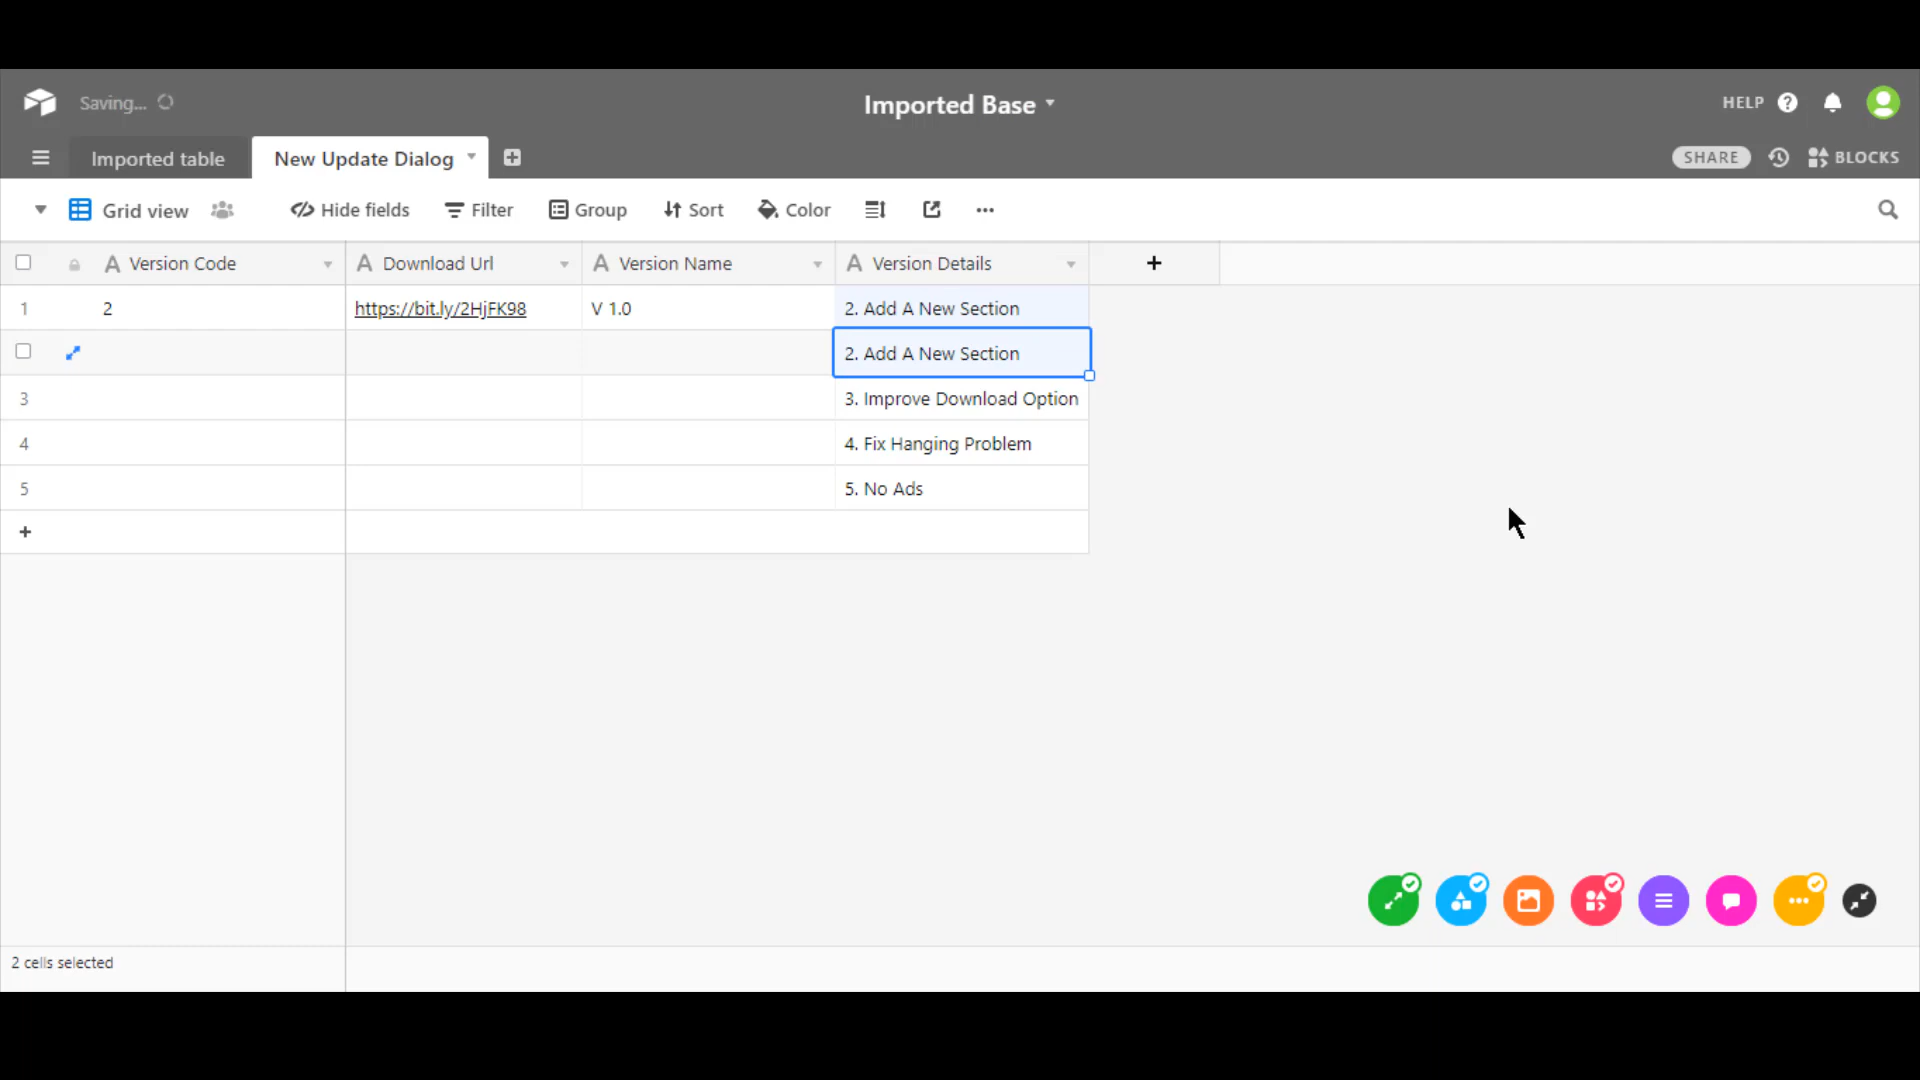 Saving...
Imported Base
HELP
Imported table
New Update Dialog
SHARE
BLOCKS
Grid view
Hide fields
Filter
Group
Sort
Color
Version Code
Download Url
Version Name
Version Details
1 2 https://bit.ly/2HjFK98 V 1.0 2. Add A New Section
2. Add A New Section
3 3. Improve Download Option
4 4. Fix Hanging Problem
5 5. No Ads
2 cells selected